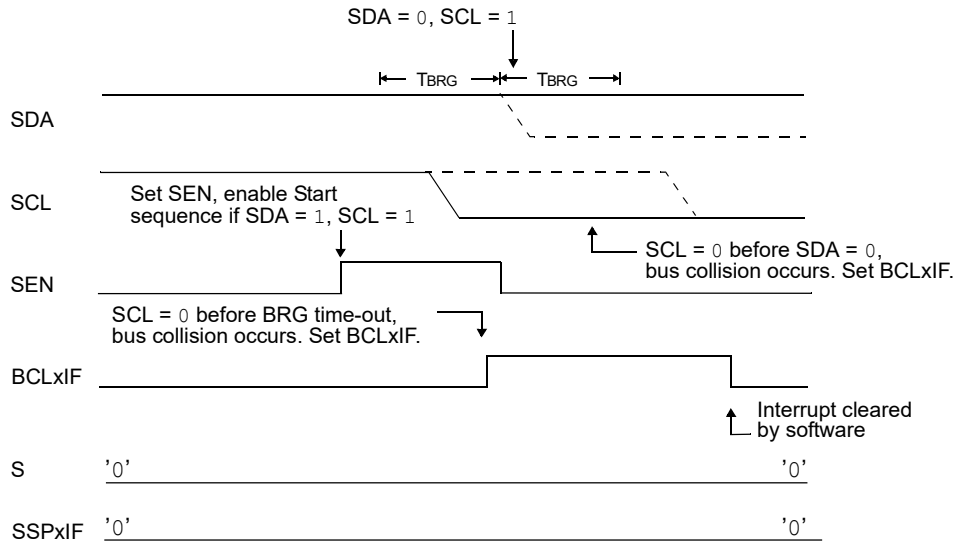 SDA = 0, SCL = 1
TBRG TBRG
SDA
SCL
Set SEN, enable Start
sequence if SDA = 1, SCL = 1
SCL = 0 before SDA = 0,
bus collision occurs. Set BCLxIF.
SEN
SCL = 0 before BRG time-out,
bus collision occurs. Set BCLxIF.
BCLxIF
Interrupt cleared
by software
S '0' '0'
SSPxIF '0' '0'